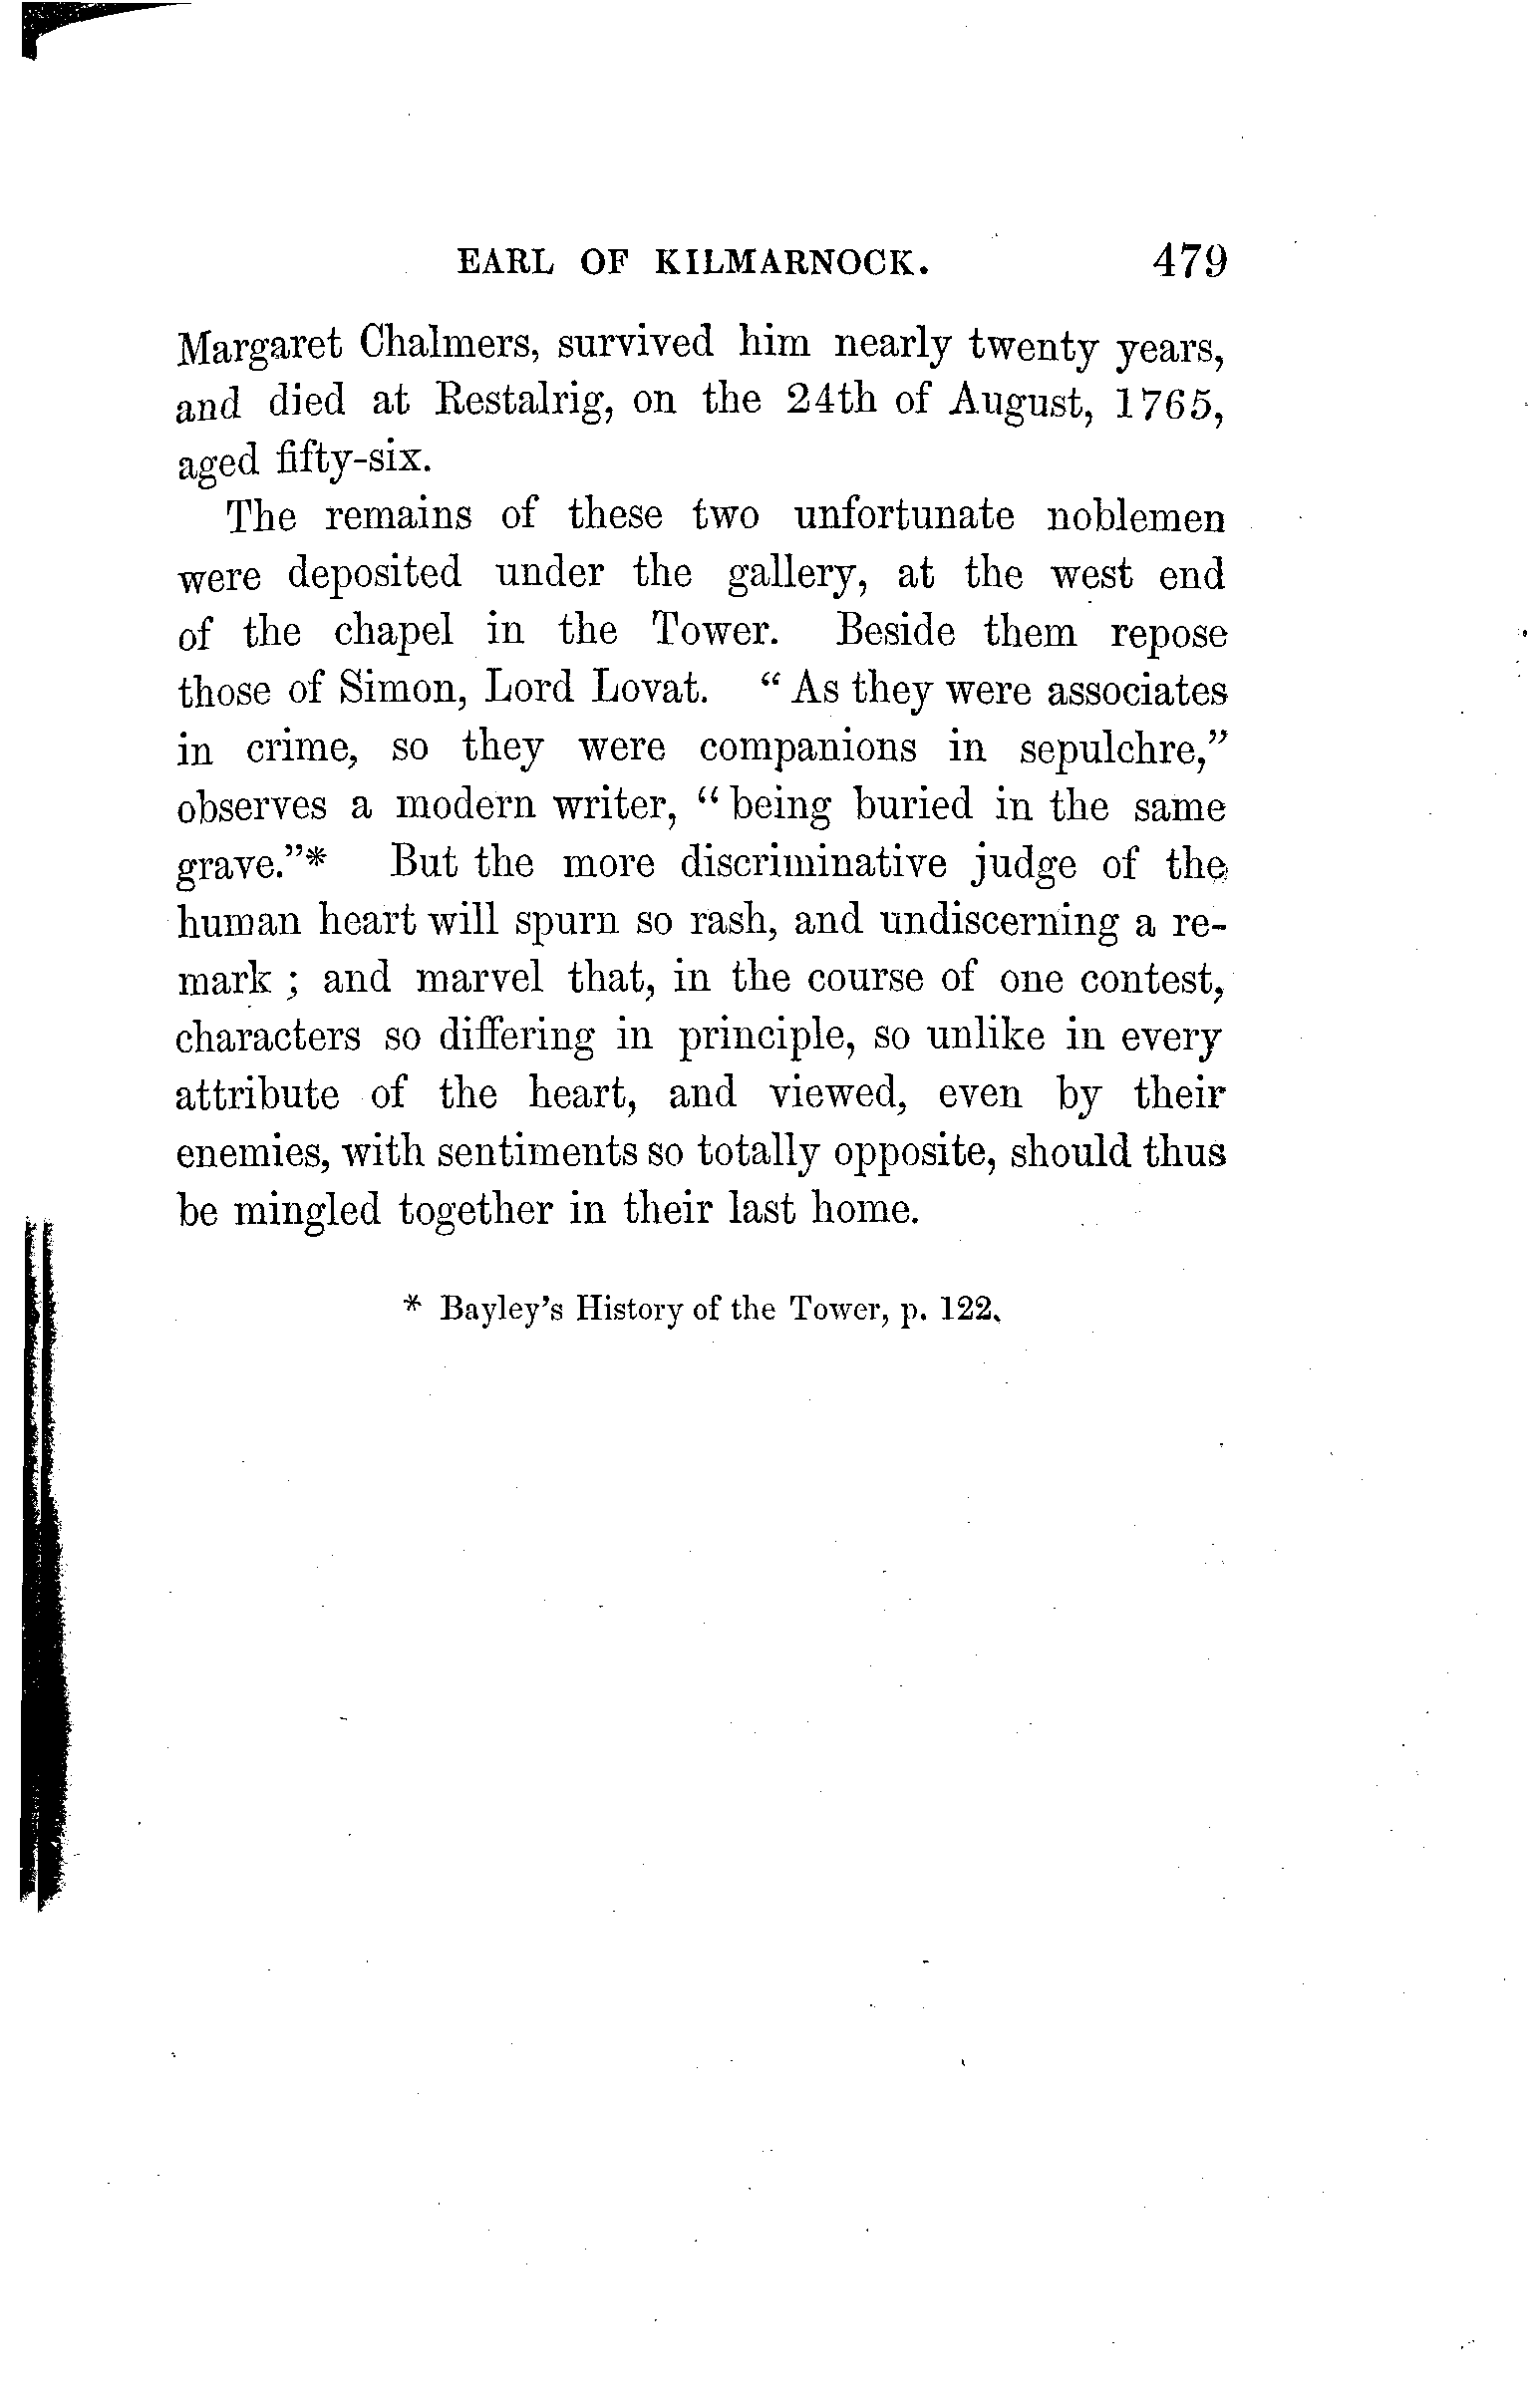 EARL OF KILMARNOCK. 479
Margaret Chalmers, survived him nearly twenty years,
and died at Restalrig, on the 24th of August, 1765,
aged fifty-six.
The remains of these two unfortunate noblemen
were deposited under the gallery, at the west end
of the chapel in the Tower. Beside them repose
those of Simon, Lord Lovat. “As they were associates
in crime, so they were companions in sepulchre,”
observes a modern writer, “being buried in the same
grave.”* But the more discriminative judge of the
human heart will spurn so rash, and undiscerning a re-
mark ; and marvel that, in the course of one contest,
characters so differing in principle, so unlike in every
attribute of the heart, and viewed, even by their
enemies, with sentiments so totally opposite, should thus
be mingled together in their last home.
* Bayley’s History of the Tower, p. 122.